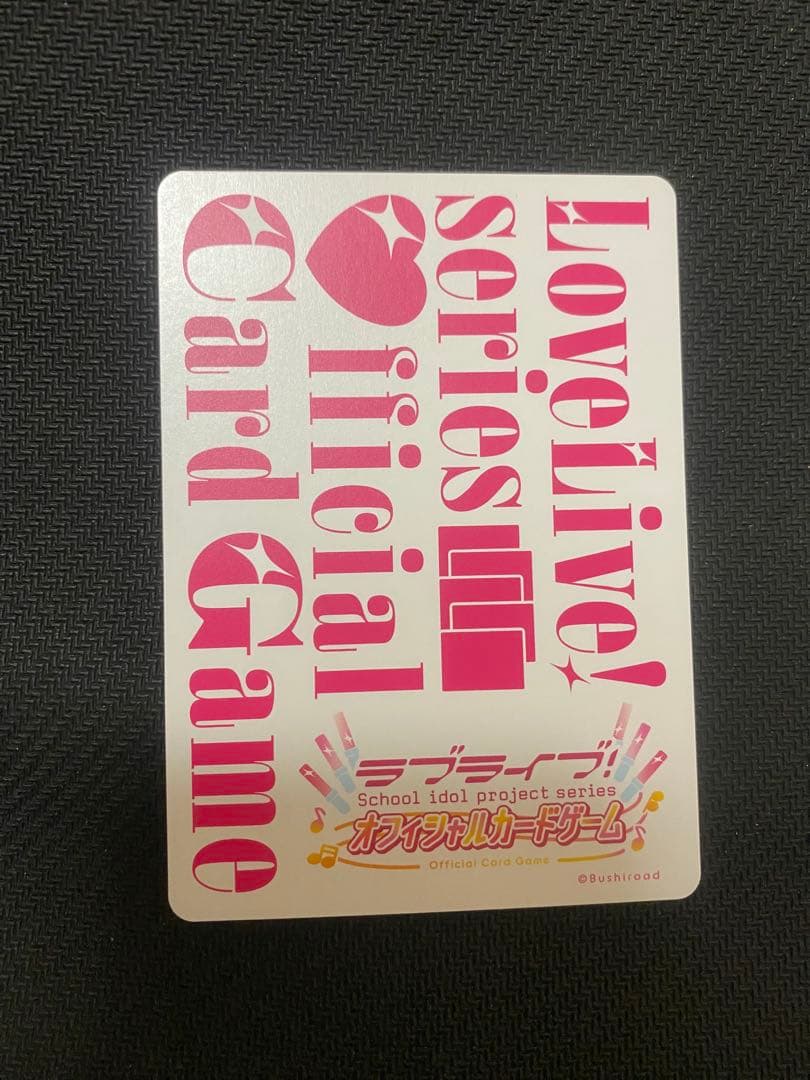 LoveLive!
series
fficial
Card Game
ラブライブ!
School idol project series
オフィシャルカードゲーム
Official Card Game
©Bushiroad